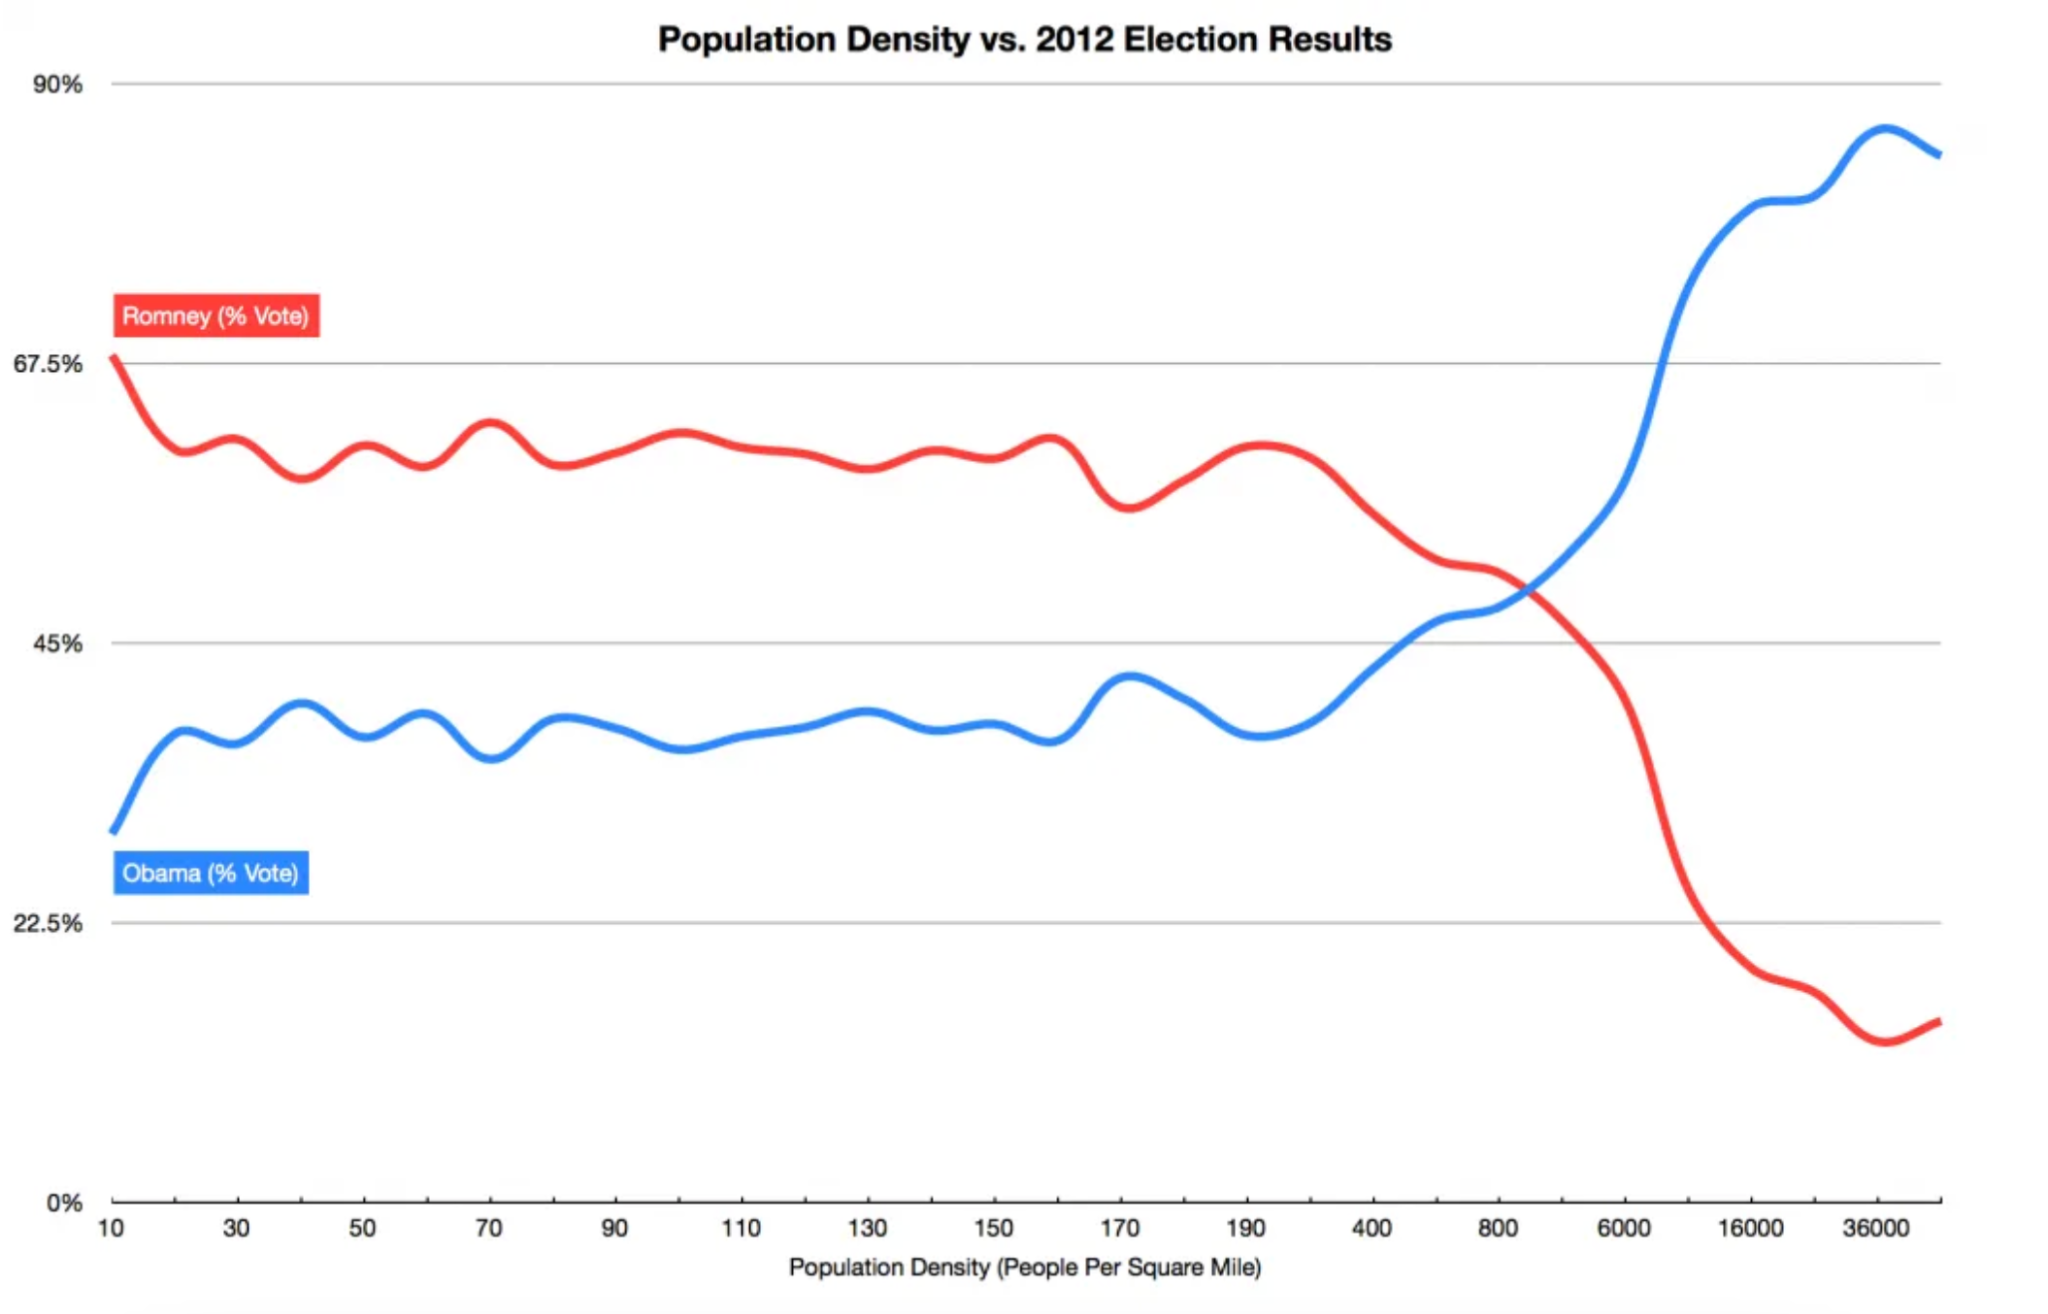 Population Density vs. 2012 Election Results
90%
Romney (% Vote)
67.5%
45%
Obama (% Vote)
22.5%
0%
10 30 50 70 90 110 130 150 170 190 400 800 6000 16000 36000
Population Density (People Per Square Mile)